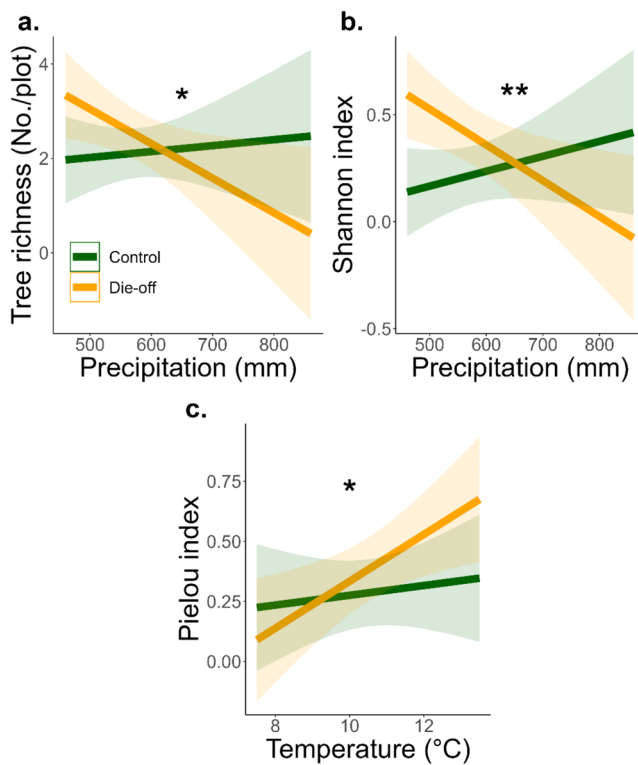 a.
Tree richness (No./plot)
4
2
0
*
Control
Die-off
500 600 700 800
Precipitation (mm)
b.
Shannon index
0.5
0.0
-0.5
**
500 600 700 800
Precipitation (mm)
c.
Pielou index
0.75
0.50
0.25
0.00
*
8 10 12
Temperature (°C)